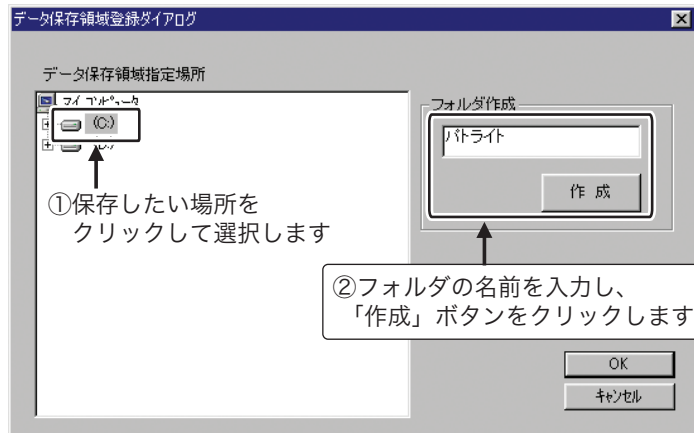 データ保存領域登録ダイアログ
データ保存領域指定場所
マイ コンピュータ
(C:)
フォルダ作成
パトライト
作 成
①保存したい場所を
クリックして選択します
②フォルダの名前を入力し、
「作成」ボタンをクリックします
OK
キャンセル